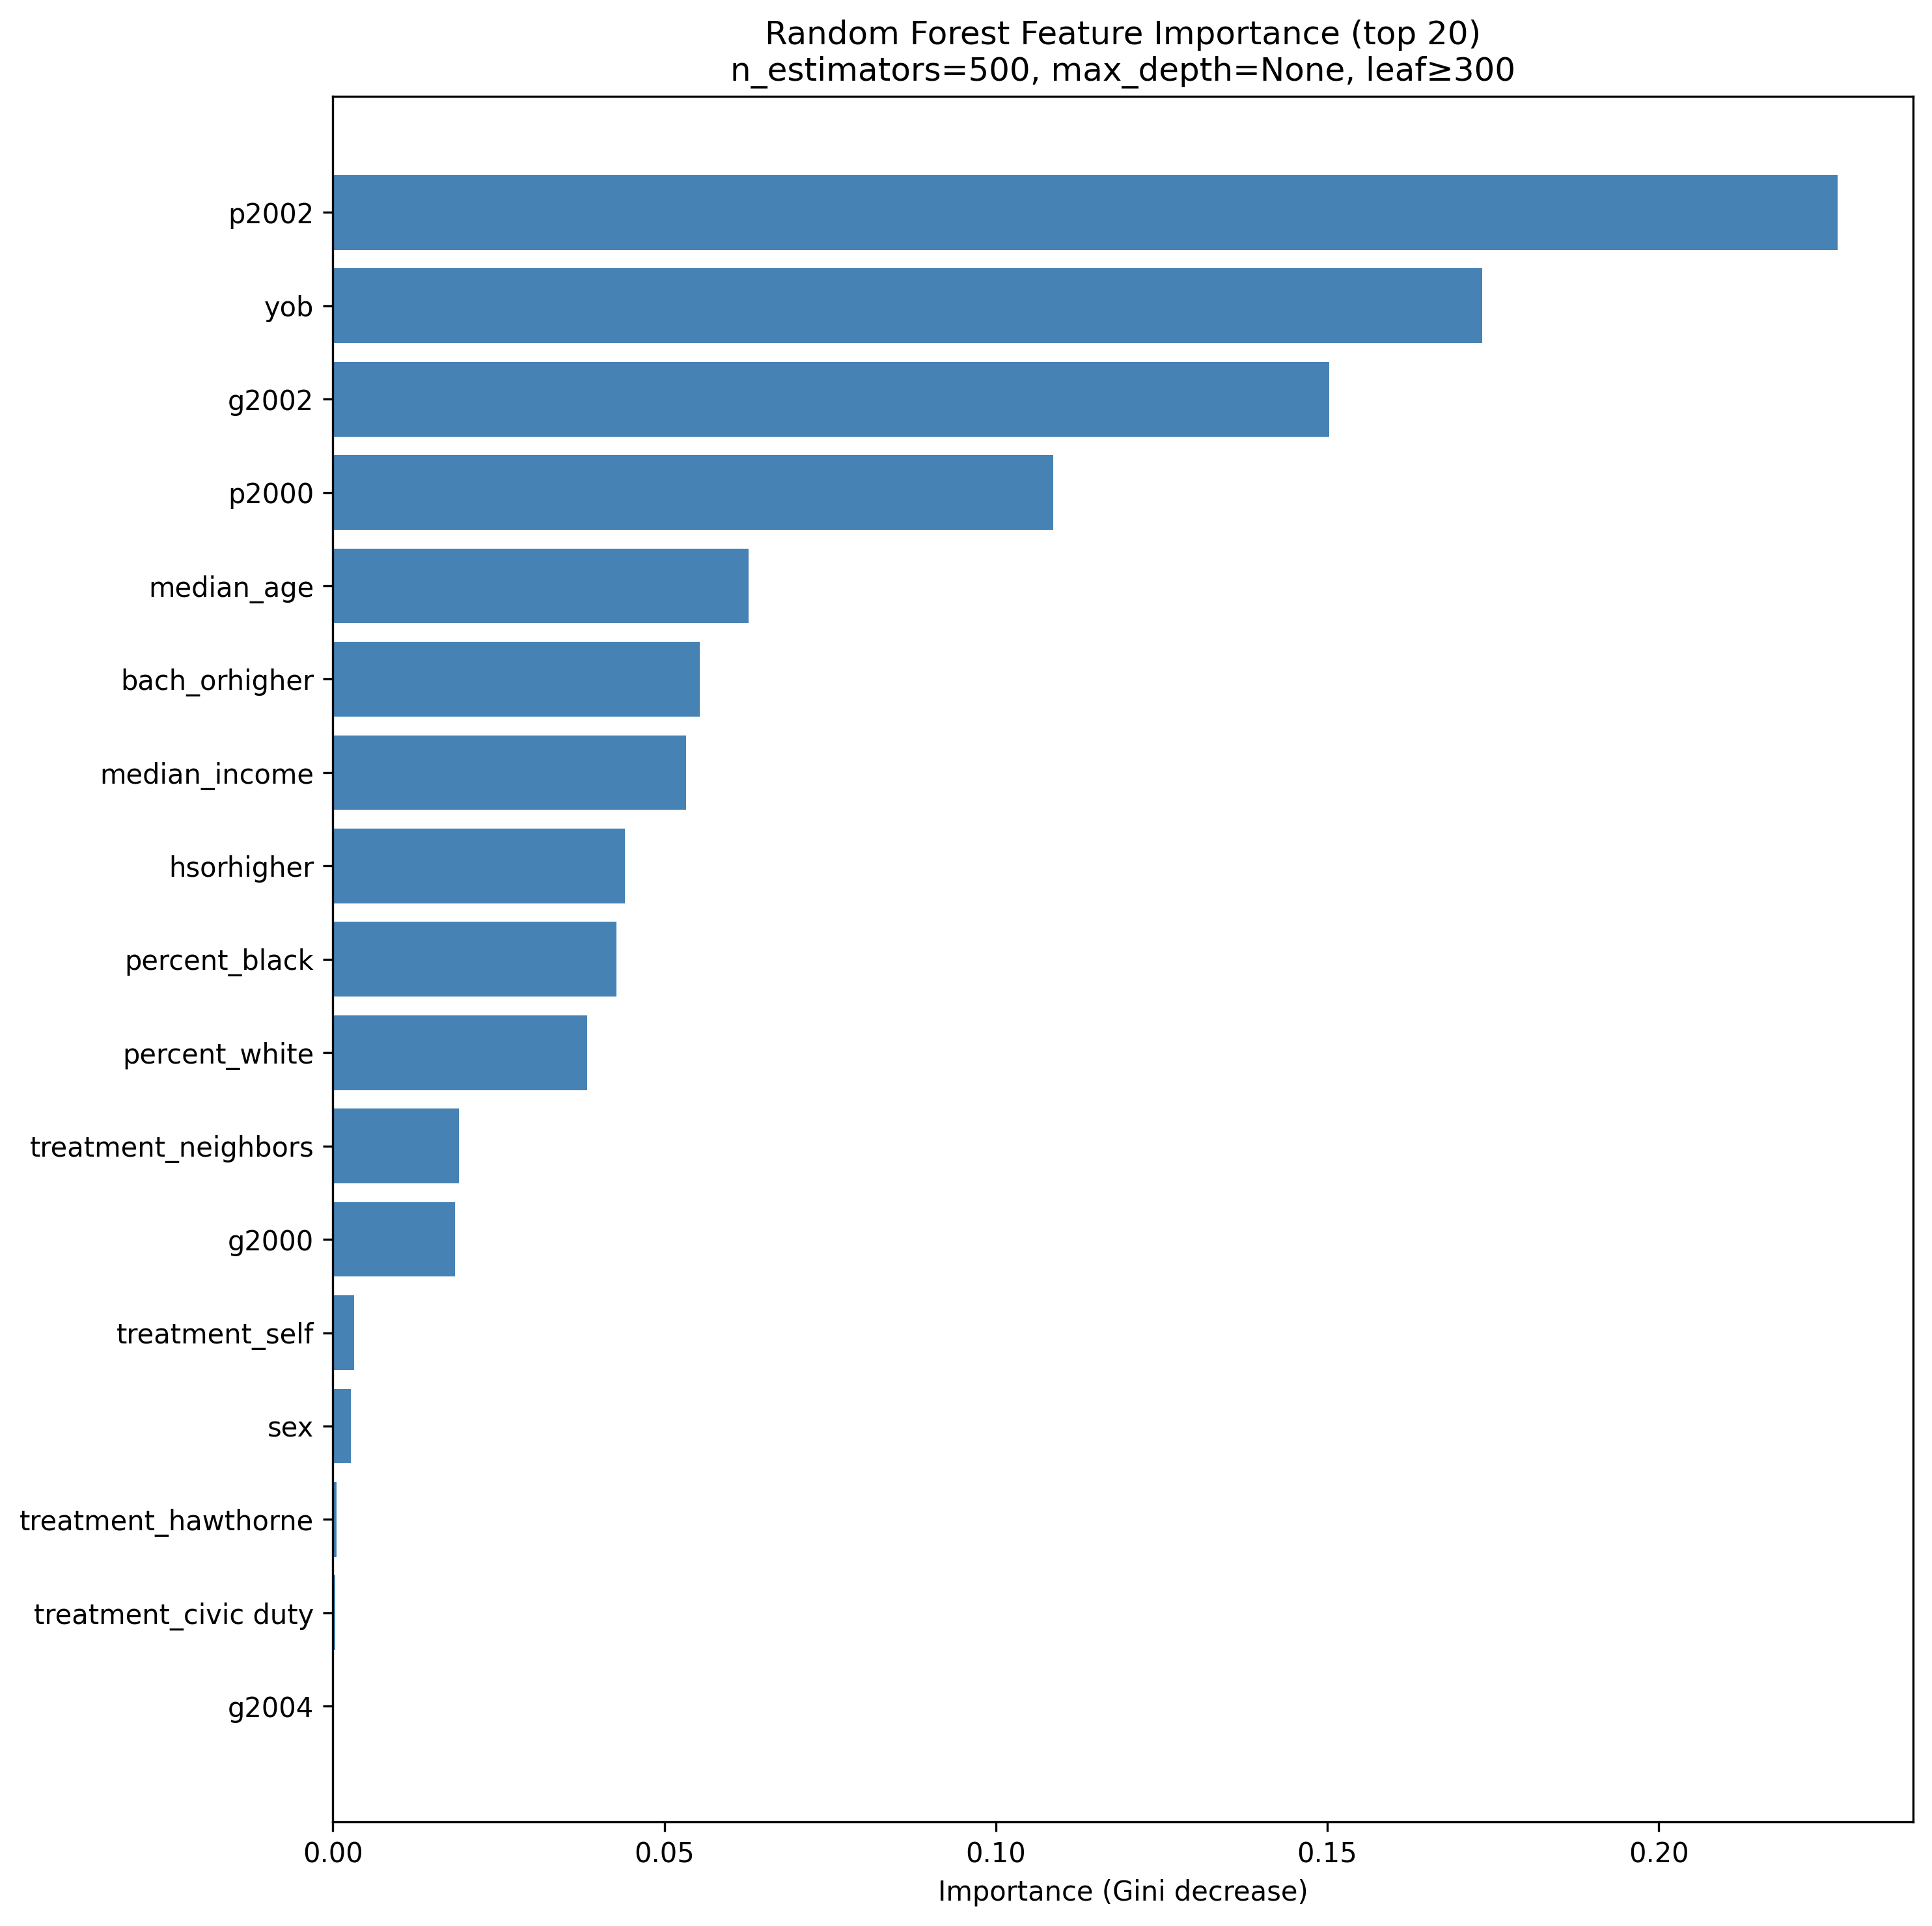 Random Forest Feature Importance (top 20)
n_estimators=500, max_depth=None, leaf≥300
p2002
yob
g2002
p2000
median_age
bach_orhigher
median_income
hsorhigher
percent_black
percent_white
treatment_neighbors
g2000
treatment_self
sex
treatment_hawthorne
treatment_civic duty
g2004
0.00 0.05 0.10 0.15 0.20
Importance (Gini decrease)